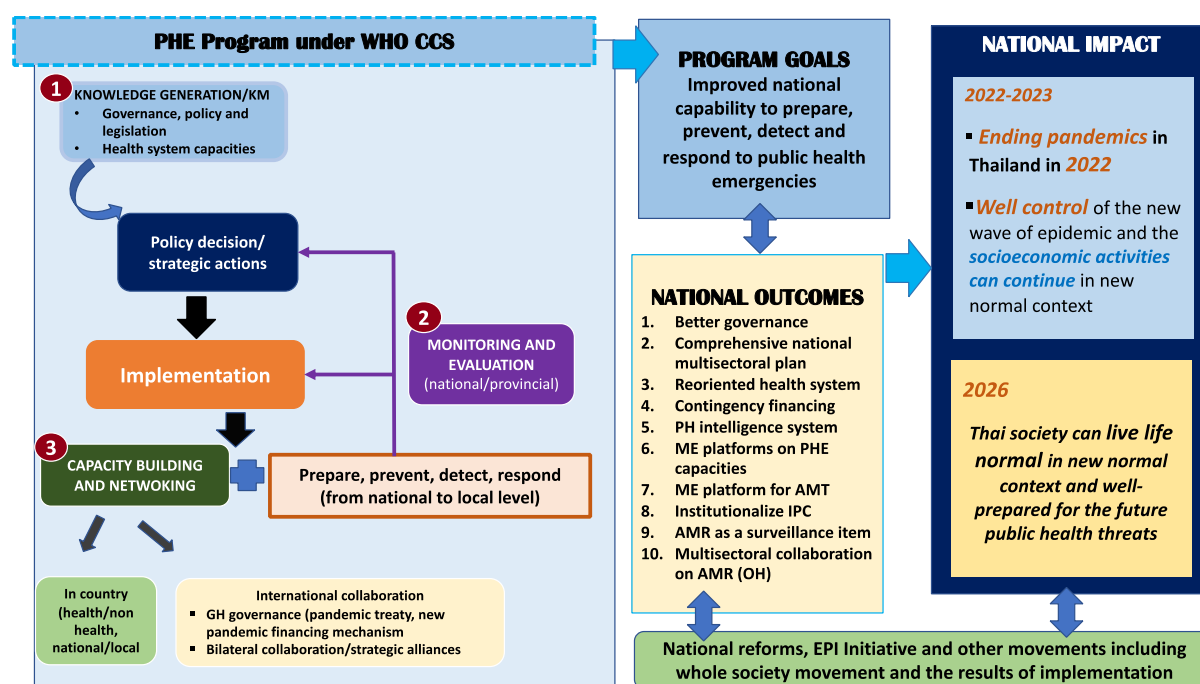 PHE Program under WHO CCS
1
KNOWLEDGE GENERATION/KM
• Governance, policy and
legislation
• Health system capacities
Policy decision/
strategic actions
Implementation
2
MONITORING AND
EVALUATION
(national/provincial)
3
CAPACITY BUILDING
AND NETWOKING
Prepare, prevent, detect, respond
(from national to local level)
In country
(health/non
health,
national/local
International collaboration
▪ GH governance (pandemic treaty, new
pandemic financing mechanism
▪ Bilateral collaboration/strategic alliances
PROGRAM GOALS
Improved national
capability to prepare,
prevent, detect and
respond to public health
emergencies
NATIONAL OUTCOMES
1. Better governance
2. Comprehensive national
multisectoral plan
3. Reoriented health system
4. Contingency financing
5. PH intelligence system
6. ME platforms on PHE
capacities
7. ME platform for AMT
8. Institutionalize IPC
9. AMR as a surveillance item
10. Multisectoral collaboration
on AMR (OH)
NATIONAL IMPACT
2022-2023
▪ Ending pandemics in
Thailand in 2022
▪Well control of the new
wave of epidemic and the
socioeconomic activities
can continue in new
normal context
2026
Thai society can live life
normal in new normal
context and well-
prepared for the future
public health threats
National reforms, EPI Initiative and other movements including
whole society movement and the results of implementation